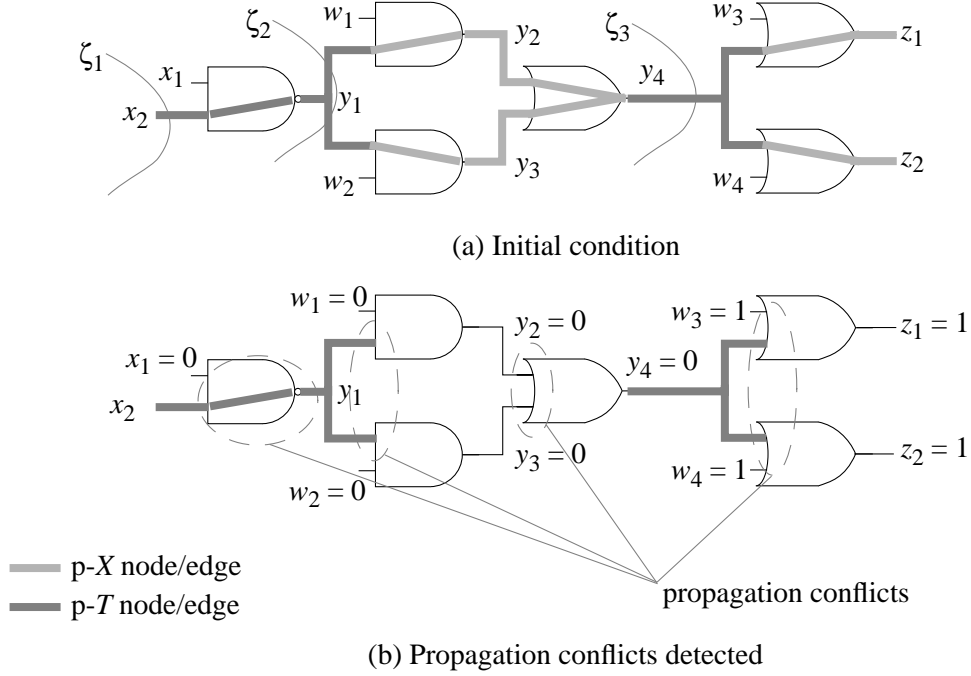 w1
w3
ζ1
ζ2
y2
ζ3
z1
x1
y4
x2
y1
y3
w2
w4
z2
(a) Initial condition
w1 = 0
y2 = 0
w3 = 1
z1 = 1
x1 = 0
y4 = 0
x2
y1
y3 = 0
w4 = 1
z2 = 1
w2 = 0
p-X node/edge
p-T node/edge
propagation conflicts
(b) Propagation conflicts detected